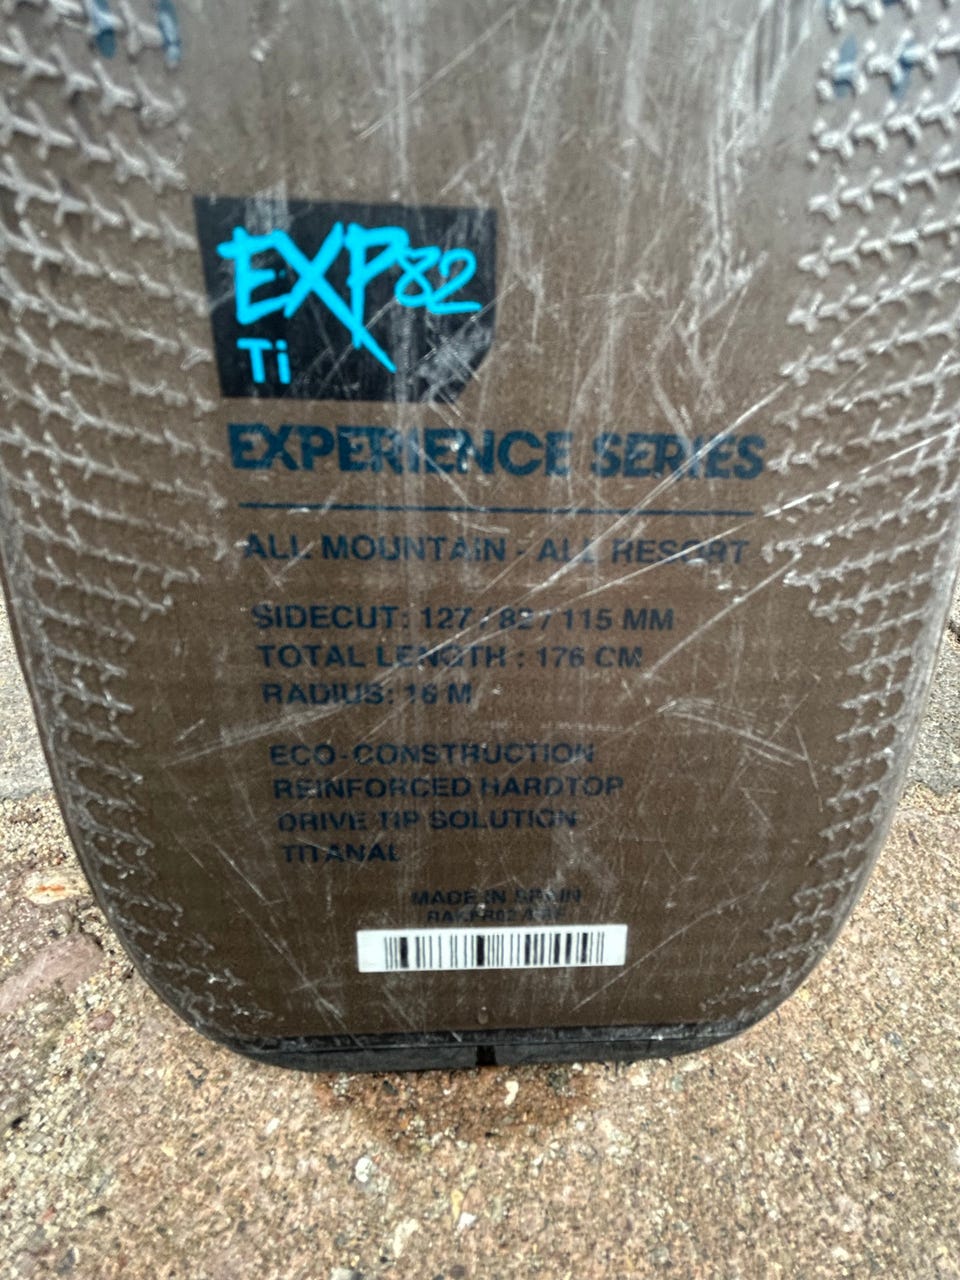 EXP82
Ti
EXPERIENCE SERIES
ALL MOUNTAIN - ALL RESORT
SIDECUT: 127 / 82 / 115 MM
TOTAL LENGTH : 176 CM
RADIUS: 16 M
ECO-CONSTRUCTION
REINFORCED HARDTOP
DRIVE TIP SOLUTION
TITANAL
MADE IN SPAIN